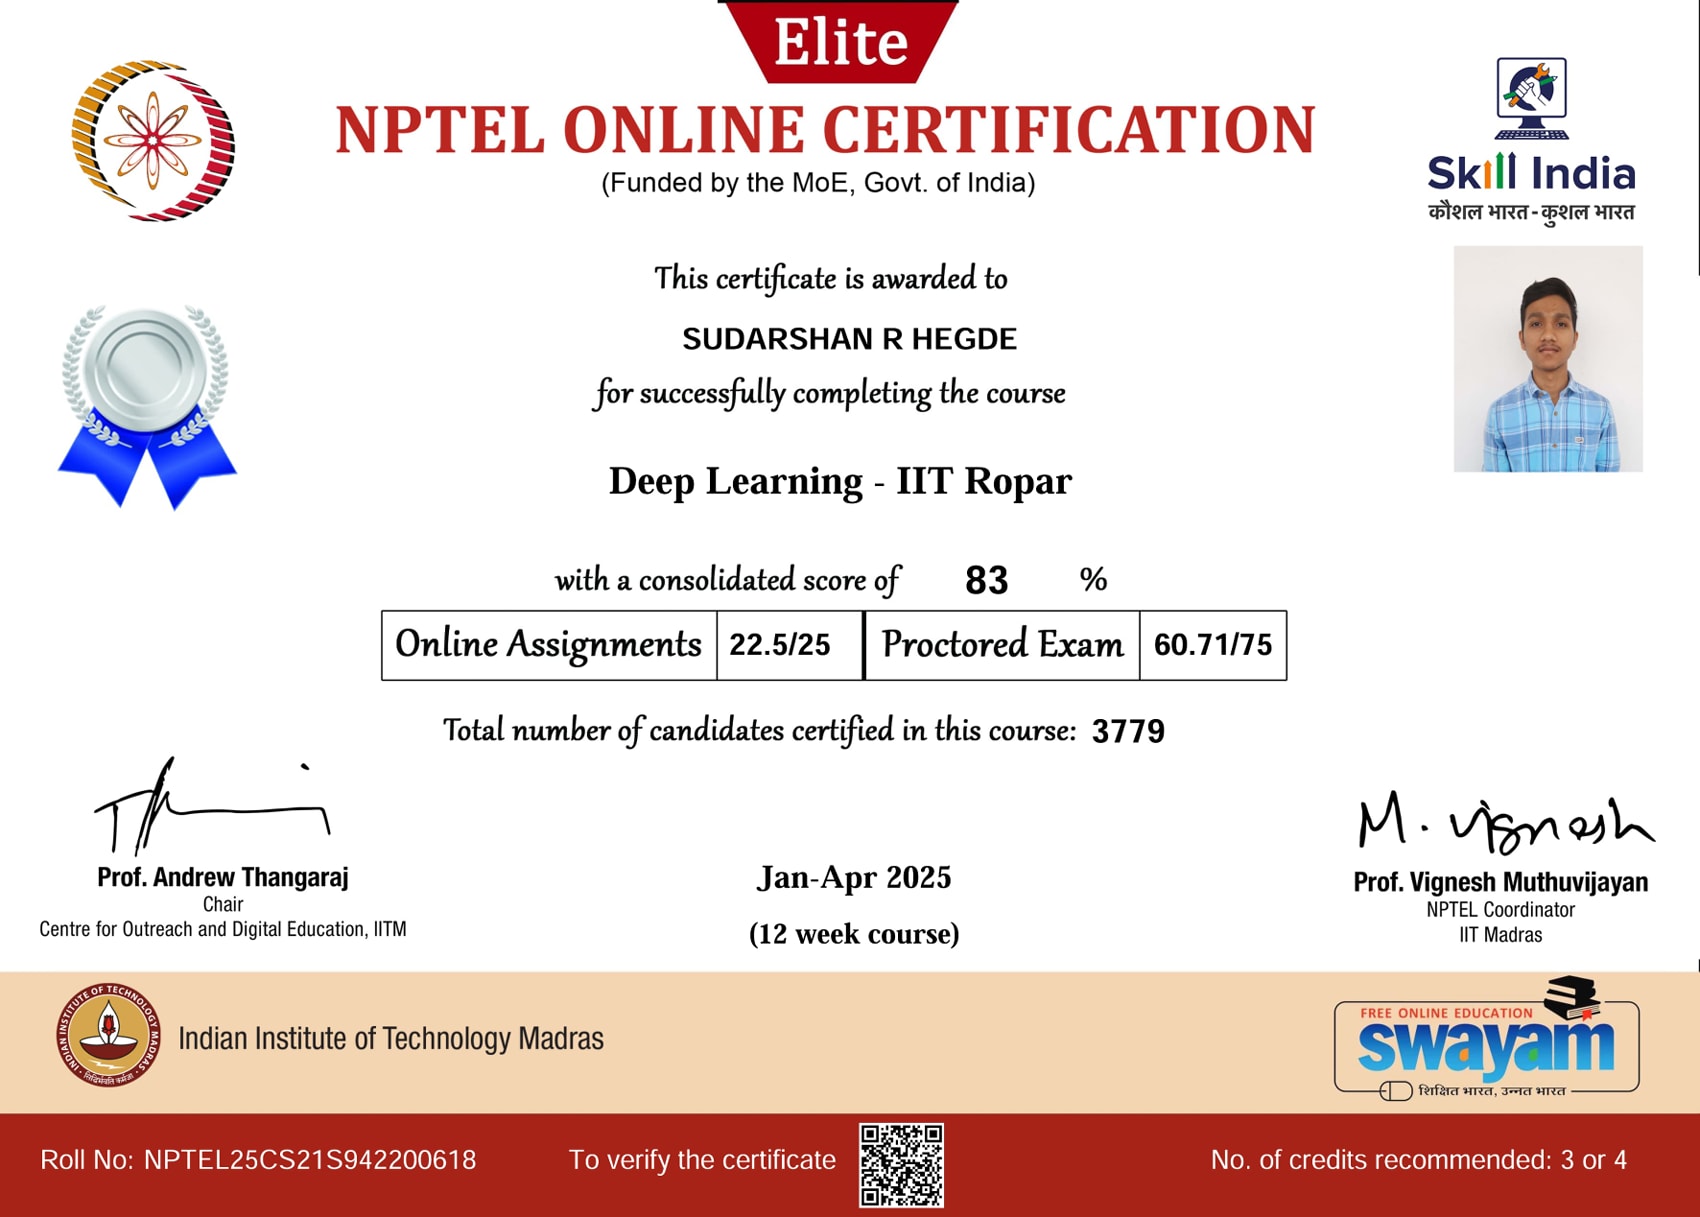 Elite
NPTEL ONLINE CERTIFICATION
(Funded by the MoE, Govt. of India)
Skill India
कौशल भारत - कुशल भारत
This certificate is awarded to
SUDARSHAN R HEGDE
for successfully completing the course
Deep Learning - IIT Ropar
with a consolidated score of 83 %
Online Assignments 22.5/25 Proctored Exam 60.71/75
Total number of candidates certified in this course: 3779
M. Vignesh
Prof. Andrew Thangaraj
Chair
Centre for Outreach and Digital Education, IITM
Jan-Apr 2025
(12 week course)
Prof. Vignesh Muthuvijayan
NPTEL Coordinator
IIT Madras
INDIAN INSTITUTE OF TECHNOLOGY MADRAS
सिद्धिर्भवति कर्मजा
Indian Institute of Technology Madras
FREE ONLINE EDUCATION
swayam
शिक्षित भारत, उन्नत भारत
Roll No: NPTEL25CS21S942200618
To verify the certificate
No. of credits recommended: 3 or 4